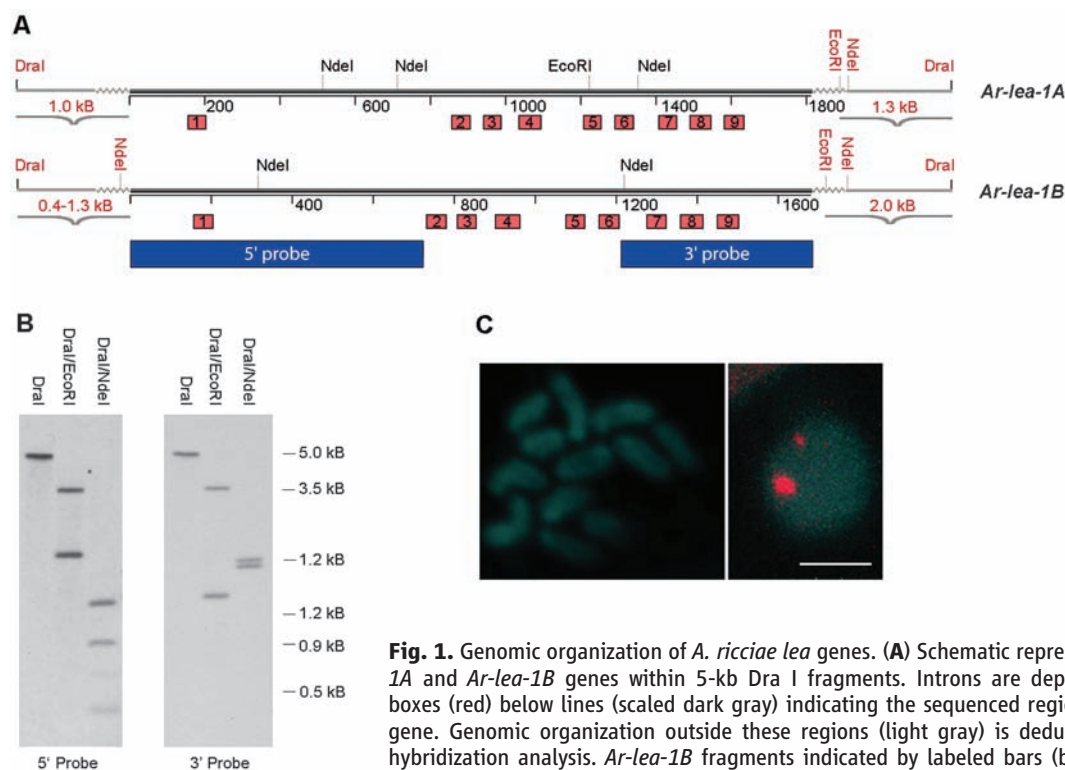 A
DraI
NdeI
NdeI
EcoRI
NdeI
EcoRI
NdeI
DraI
Ar-lea-1A
1.0 kB
200
600
1000
1400
1800
1.3 kB
1 2 3 4 5 6 7 8 9
DraI
NdeI
NdeI
NdeI
EcoRI
NdeI
DraI
Ar-lea-1B
0.4-1.3 kB
400
800
1200
1600
2.0 kB
1 2 3 4 5 6 7 8 9
5' probe
3' probe
B
DraI
DraI/EcoRI
DraI/NdeI
DraI
DraI/EcoRI
DraI/NdeI
5.0 kB
3.5 kB
1.2 kB
1.2 kB
0.9 kB
0.5 kB
5' Probe
3' Probe
C
Fig. 1. Genomic organization of A. ricciae lea genes. (A) Schematic repre
1A and Ar-lea-1B genes within 5-kb Dra I fragments. Introns are dep
boxes (red) below lines (scaled dark gray) indicating the sequenced regi
gene. Genomic organization outside these regions (light gray) is dedu
hybridization analysis. Ar-lea-1B fragments indicated by labeled bars (b